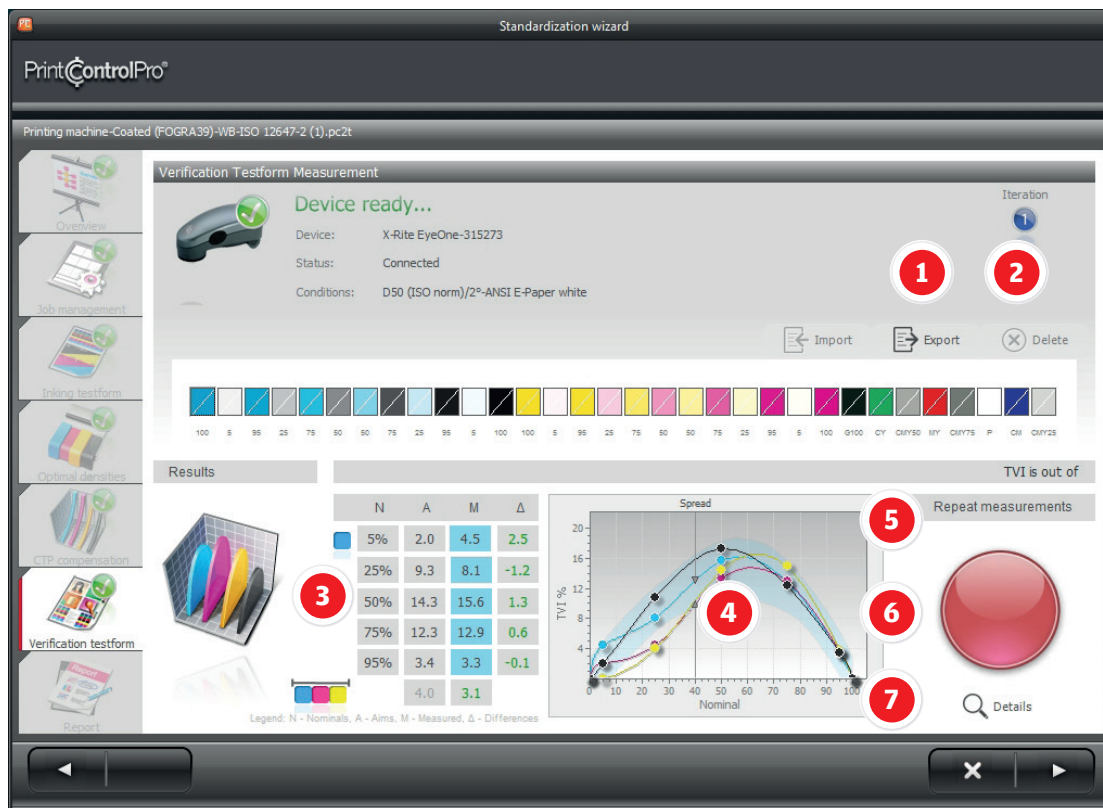 PC
Standardization wizard
PrintControlPro®
Printing machine-Coated (FOGRA39)-WB-ISO 12647-2 (1).pc2t
Overview
Job management
Inking testform
Optimal densities
CTP compensation
Verification testform
Report
Verification Testform Measurement
Device ready...
Device: X-Rite EyeOne-315273
Status: Connected
Conditions: D50 (ISO norm)/2°-ANSI E-Paper white
Iteration
1
1 2
Import Export Delete
100 5 95 25 75 50 50 75 25 95 5 100 100 5 95 25 75 50 50 75 25 95 5 100 G100 CY CMY50 MY CMY75 P CM CMY25
Results
TVI is out of
N A M Δ
5% 2.0 4.5 2.5
25% 9.3 8.1 -1.2
50% 14.3 15.6 1.3
75% 12.3 12.9 0.6
95% 3.4 3.3 -0.1
4.0 3.1
3
Legend: N - Nominals, A - Aims, M - Measured, Δ - Differences
Spread
TVI %
20
16
12
8
4
0 10 20 30 40 50 60 70 80 90 100
Nominal
4
5
6
7
Repeat measurements
Details